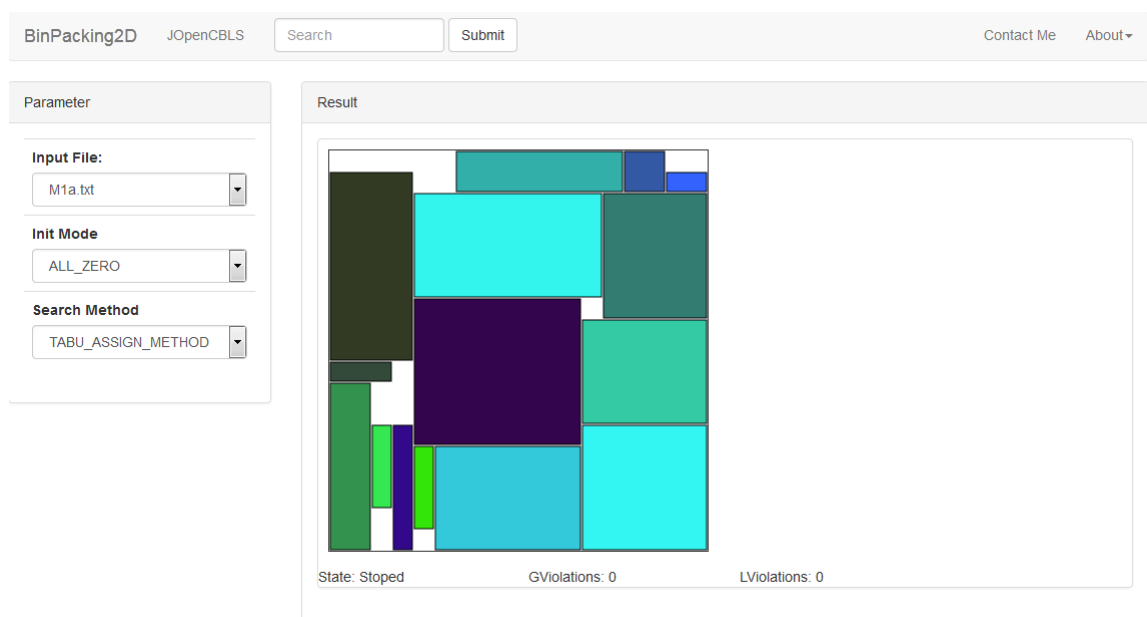 BinPacking2D JOpenCBLS Search Submit Contact Me About
Parameter
Result
Input File:
M1a.txt
Init Mode
ALL_ZERO
Search Method
TABU_ASSIGN_METHOD
State: Stoped GViolations: 0 LViolations: 0